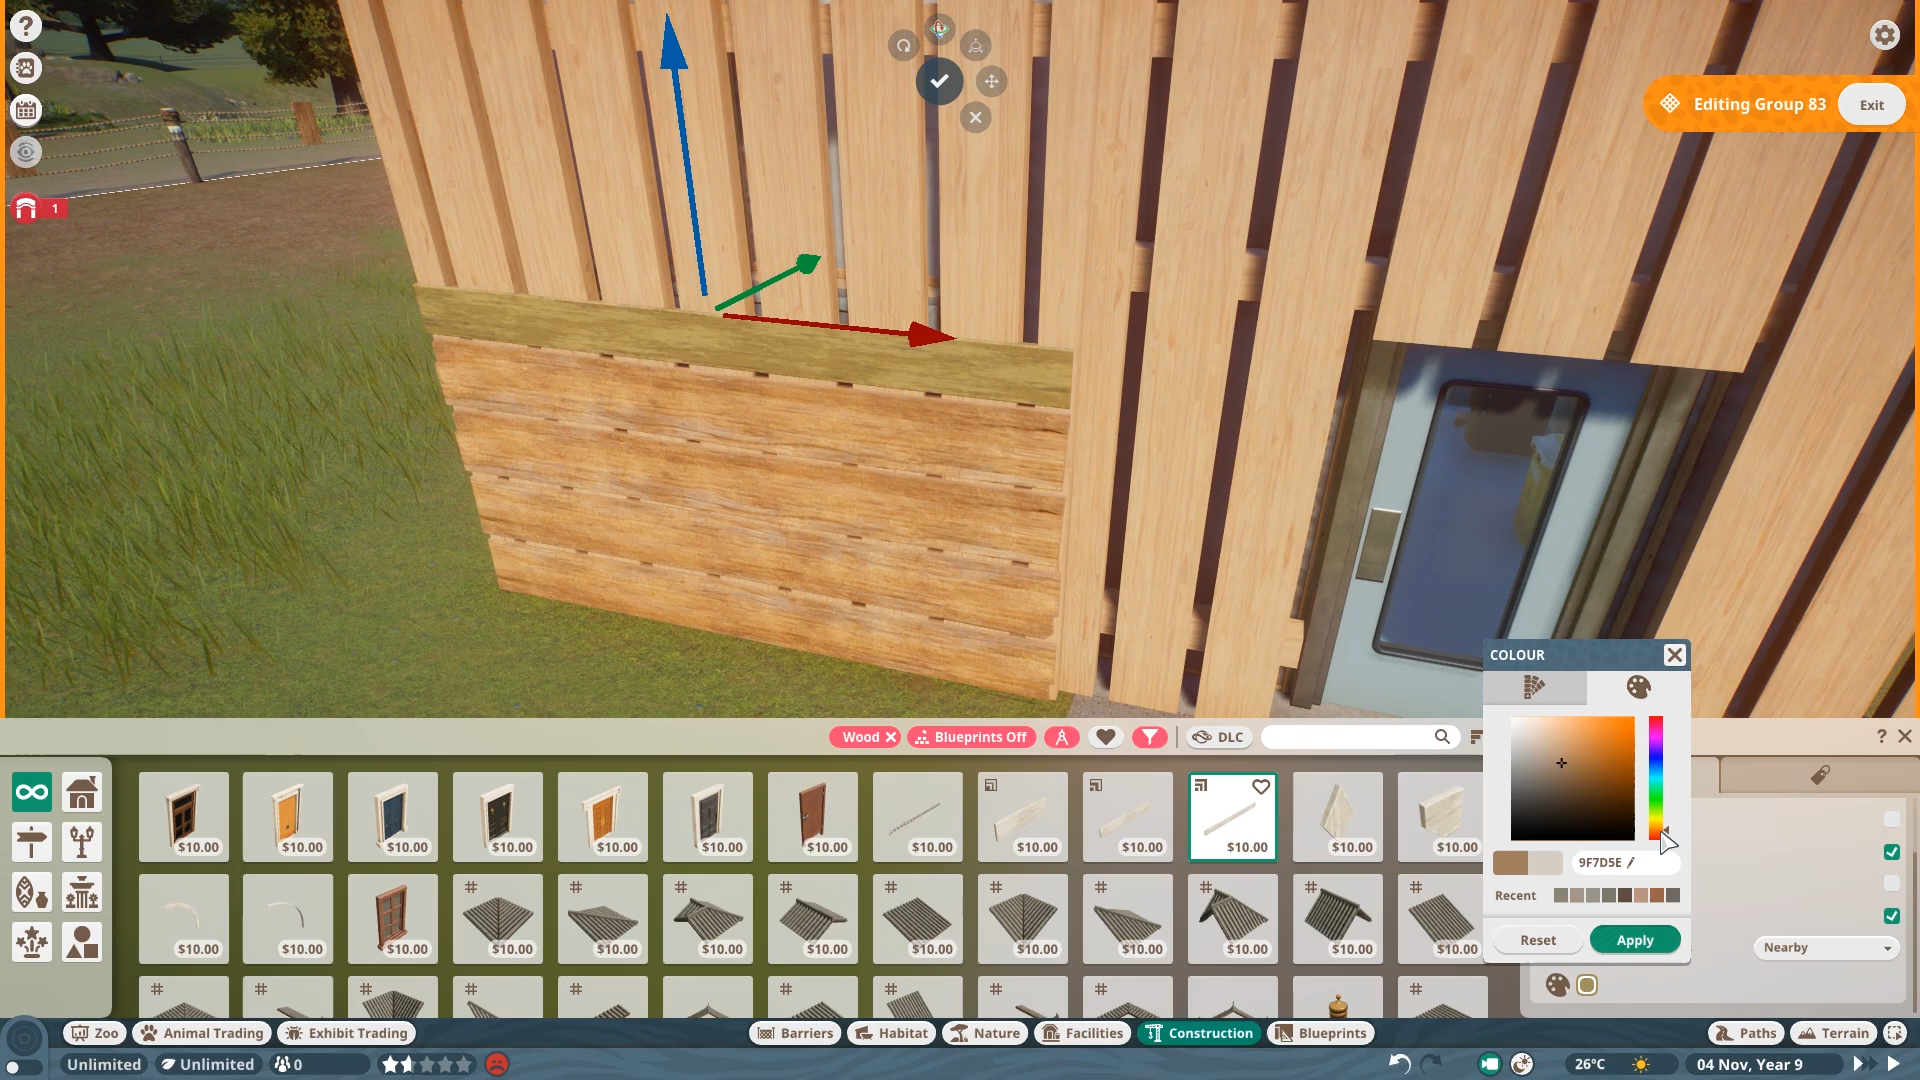 ?
Editing Group 83
Exit
1
COLOUR
Wood
Blueprints Off
DLC
?
$10.00 $10.00 $10.00 $10.00 $10.00 $10.00 $10.00 $10.00 $10.00 $10.00 $10.00 $10.00 $10.00
9F7D5E
Recent
$10.00 $10.00 $10.00 $10.00 $10.00 $10.00 $10.00 $10.00 $10.00 $10.00 $10.00 $10.00 $10.00
Reset
Apply
Nearby
Zoo
Animal Trading
Exhibit Trading
Barriers
Habitat
Nature
Facilities
Construction
Blueprints
Paths
Terrain
Unlimited
Unlimited
0
26°C
04 Nov, Year 9